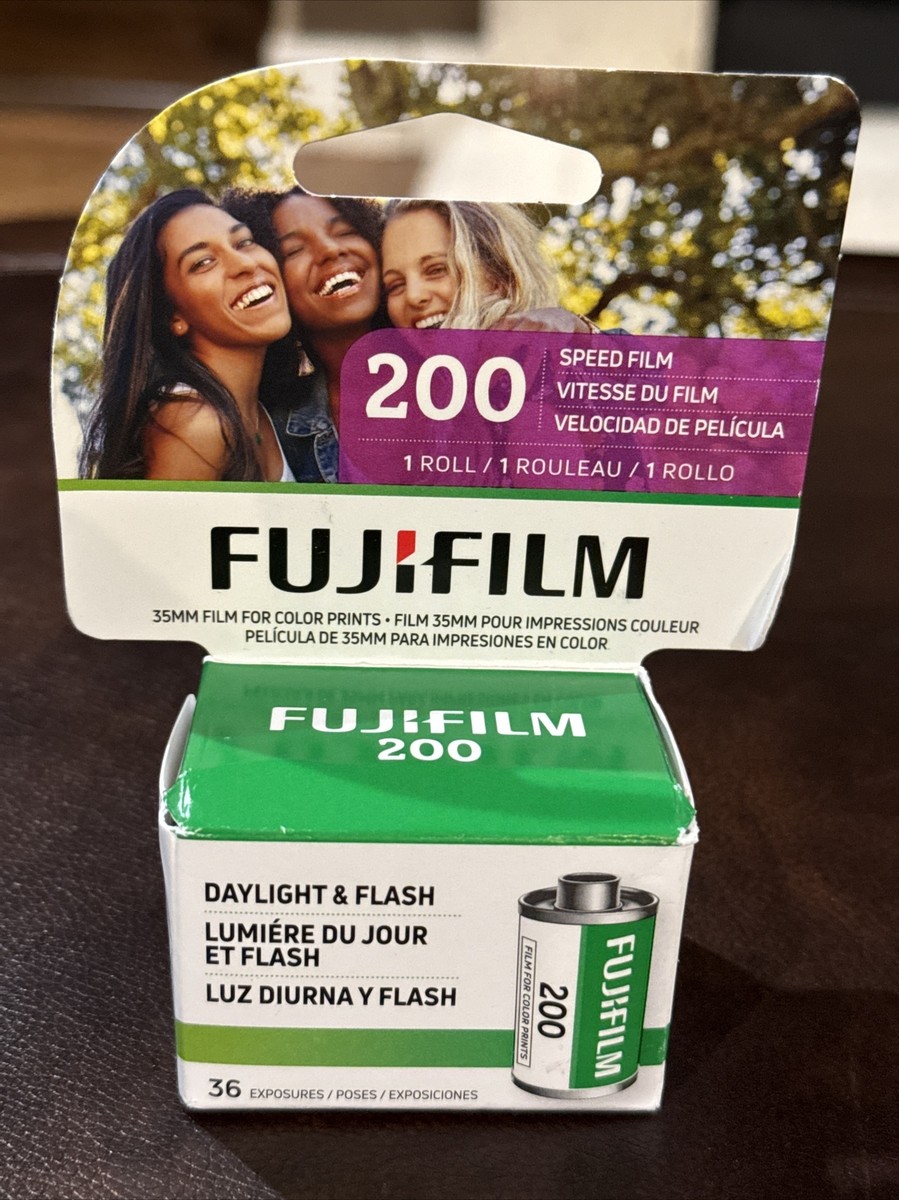 200
SPEED FILM
VITESSE DU FILM
VELOCIDAD DE PELÍCULA
1 ROLL / 1 ROULEAU / 1 ROLLO
FUJIFILM
35MM FILM FOR COLOR PRINTS • FILM 35MM POUR IMPRESSIONS COULEUR
PELÍCULA DE 35MM PARA IMPRESIONES EN COLOR
FUJIFILM
200
DAYLIGHT & FLASH
LUMIÉRE DU JOUR
ET FLASH
LUZ DIURNA Y FLASH
36 EXPOSURES / POSES / EXPOSICIONES
FUJIFILM
200
FILM FOR COLOR PRINTS